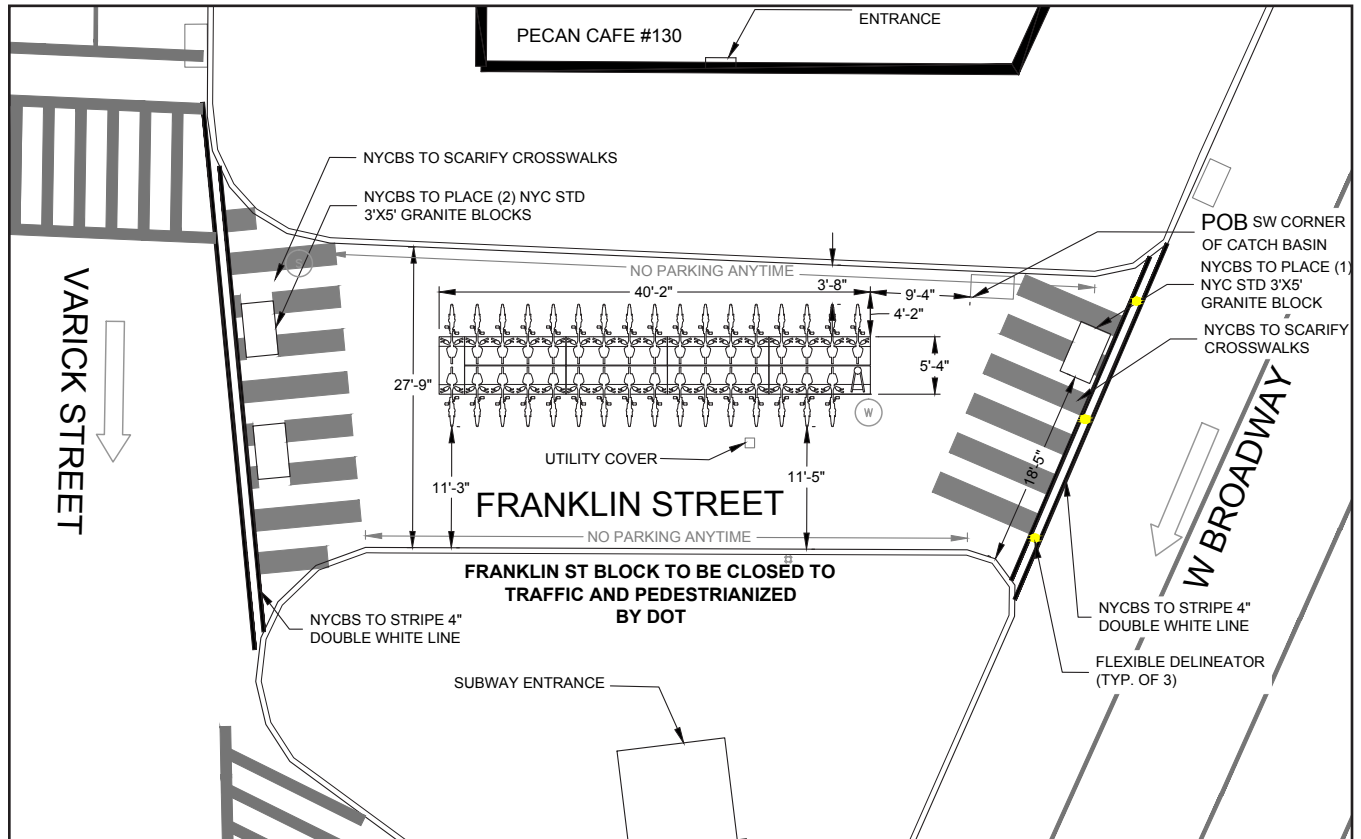 ENTRANCE
PECAN CAFE #130
NYCBS TO SCARIFY CROSSWALKS
NYCBS TO PLACE (2) NYC STD
3'X5' GRANITE BLOCKS
POB SW CORNER
OF CATCH BASIN
NYCBS TO PLACE (1)
NYC STD 3'X5'
GRANITE BLOCK
NYCBS TO SCARIFY
CROSSWALKS
S
NO PARKING ANYTIME
3'-8"
40'-2"
9'-4"
4'-2"
5'-4"
27'-9"
W
VARICK STREET
UTILITY COVER
11'-3"
11'-5"
18'-5"
W BROADWAY
FRANKLIN STREET
NO PARKING ANYTIME
FRANKLIN ST BLOCK TO BE CLOSED TO
TRAFFIC AND PEDESTRIANIZED
BY DOT
NYCBS TO STRIPE 4"
DOUBLE WHITE LINE
NYCBS TO STRIPE 4"
DOUBLE WHITE LINE
FLEXIBLE DELINEATOR
(TYP. OF 3)
SUBWAY ENTRANCE